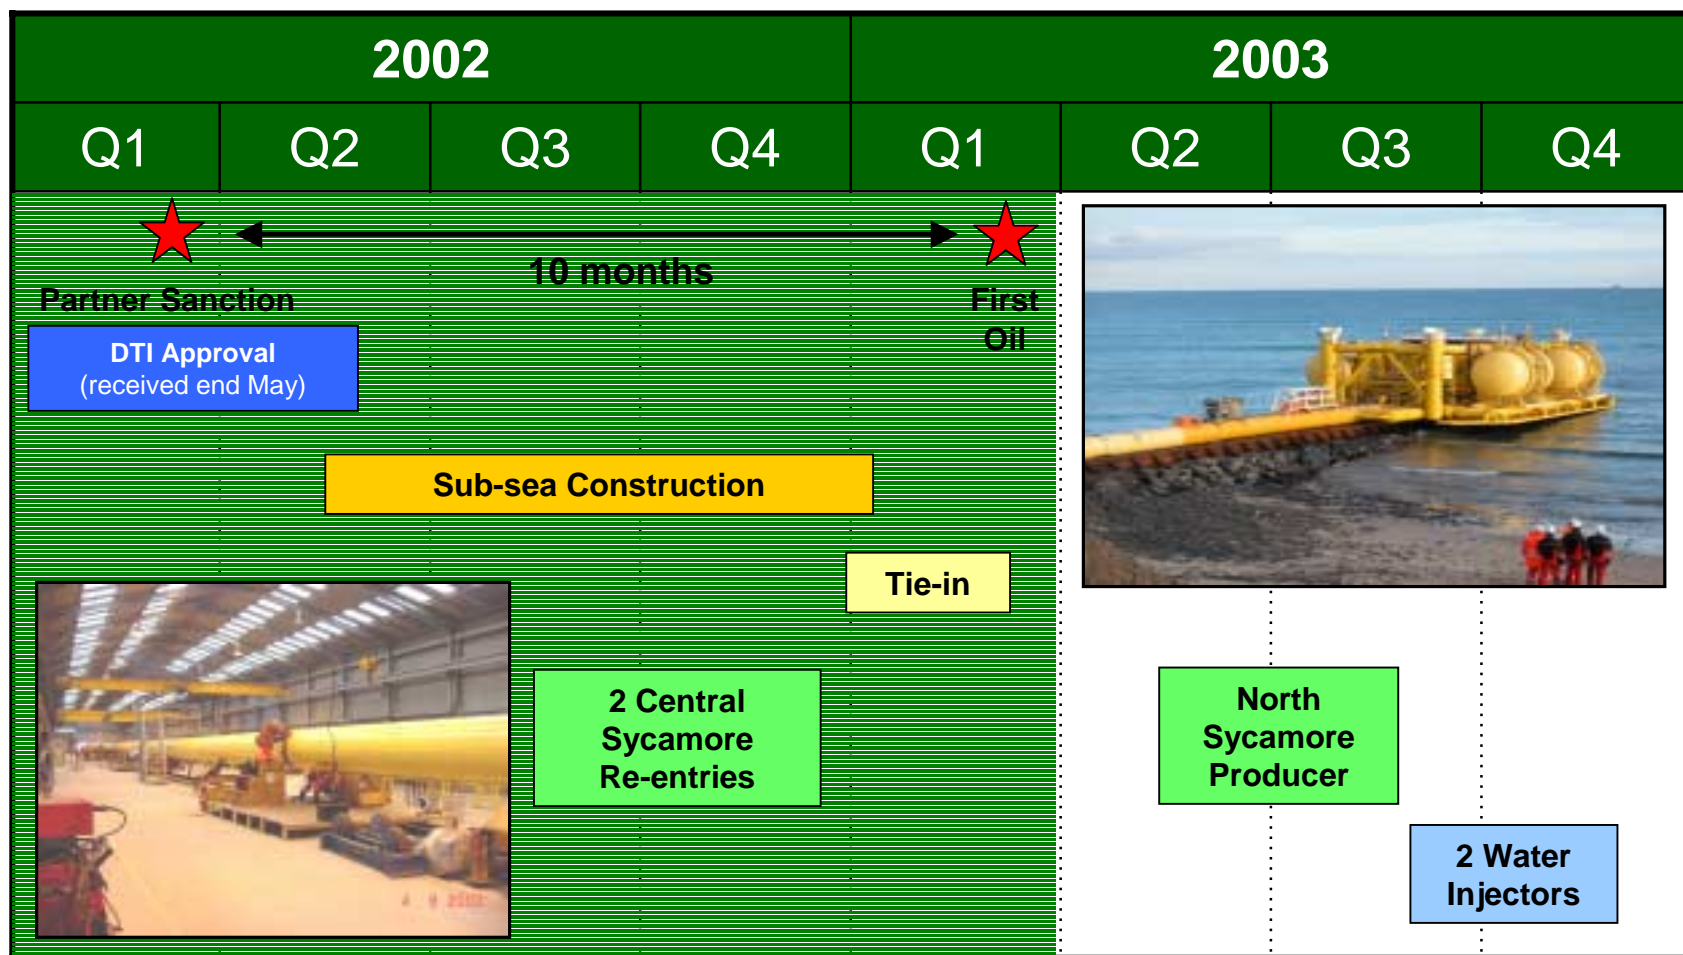 2002
2003
Q1
Q2
Q3
Q4
Q1
Q2
Q3
Q4
10 months
Partner Sanction
First
Oil
DTI Approval
(received end May)
Sub-sea Construction
Tie-in
2 Central
Sycamore
Re-entries
North
Sycamore
Producer
2 Water
Injectors